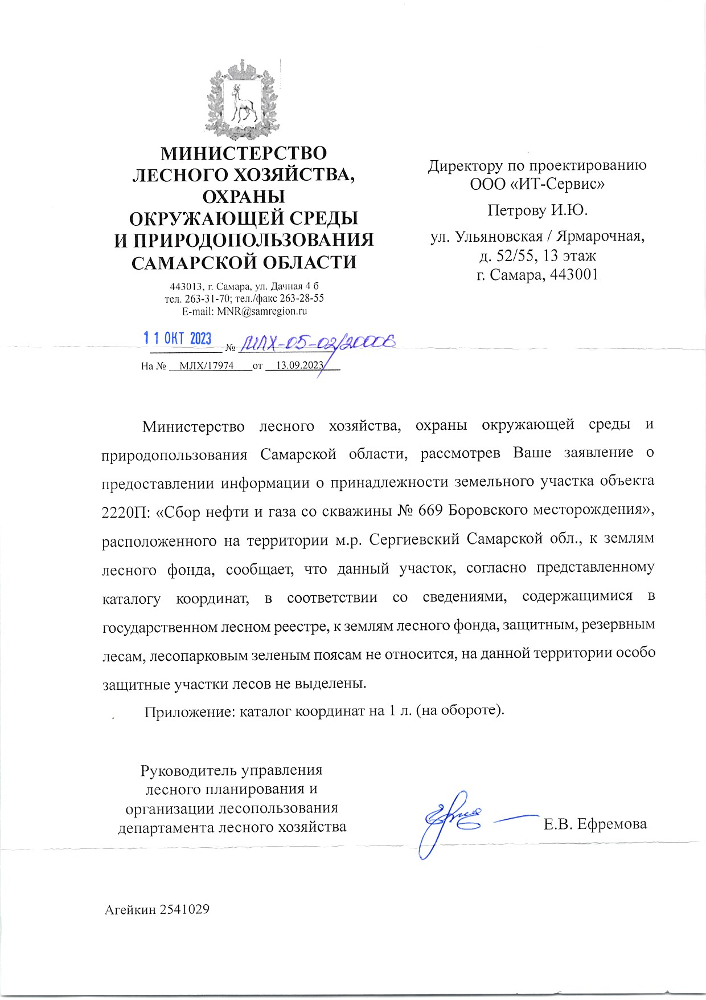 МИНИСТЕРСТВО
ЛЕСНОГО ХОЗЯЙСТВА,
ОХРАНЫ
ОКРУЖАЮЩЕЙ СРЕДЫ
И ПРИРОДОПОЛЬЗОВАНИЯ
САМАРСКОЙ ОБЛАСТИ
443013, г. Самара, ул. Дачная 4 б
тел. 263-31-70; тел./факс 263-28-55
E-mail: MNR@samregion.ru
11 ОКТ 2023 № МЛХ-05-02/20006
На № МЛХ/17974 от 13.09.2023
Директору по проектированию
ООО «ИТ-Сервис»
Петрову И.Ю.
ул. Ульяновская / Ярмарочная,
д. 52/55, 13 этаж
г. Самара, 443001
Министерство лесного хозяйства, охраны окружающей среды и
природопользования Самарской области, рассмотрев Ваше заявление о
предоставлении информации о принадлежности земельного участка объекта
2220П: «Сбор нефти и газа со скважины № 669 Боровского месторождения»,
расположенного на территории м.р. Сергиевский Самарской обл., к землям
лесного фонда, сообщает, что данный участок, согласно представленному
каталогу координат, в соответствии со сведениями, содержащимися в
государственном лесном реестре, к землям лесного фонда, защитным, резервным
лесам, лесопарковым зеленым поясам не относится, на данной территории особо
защитные участки лесов не выделены.
Приложение: каталог координат на 1 л. (на обороте).
Руководитель управления
лесного планирования и
организации лесопользования
департамента лесного хозяйства
Е.В. Ефремова
Агейкин 2541029